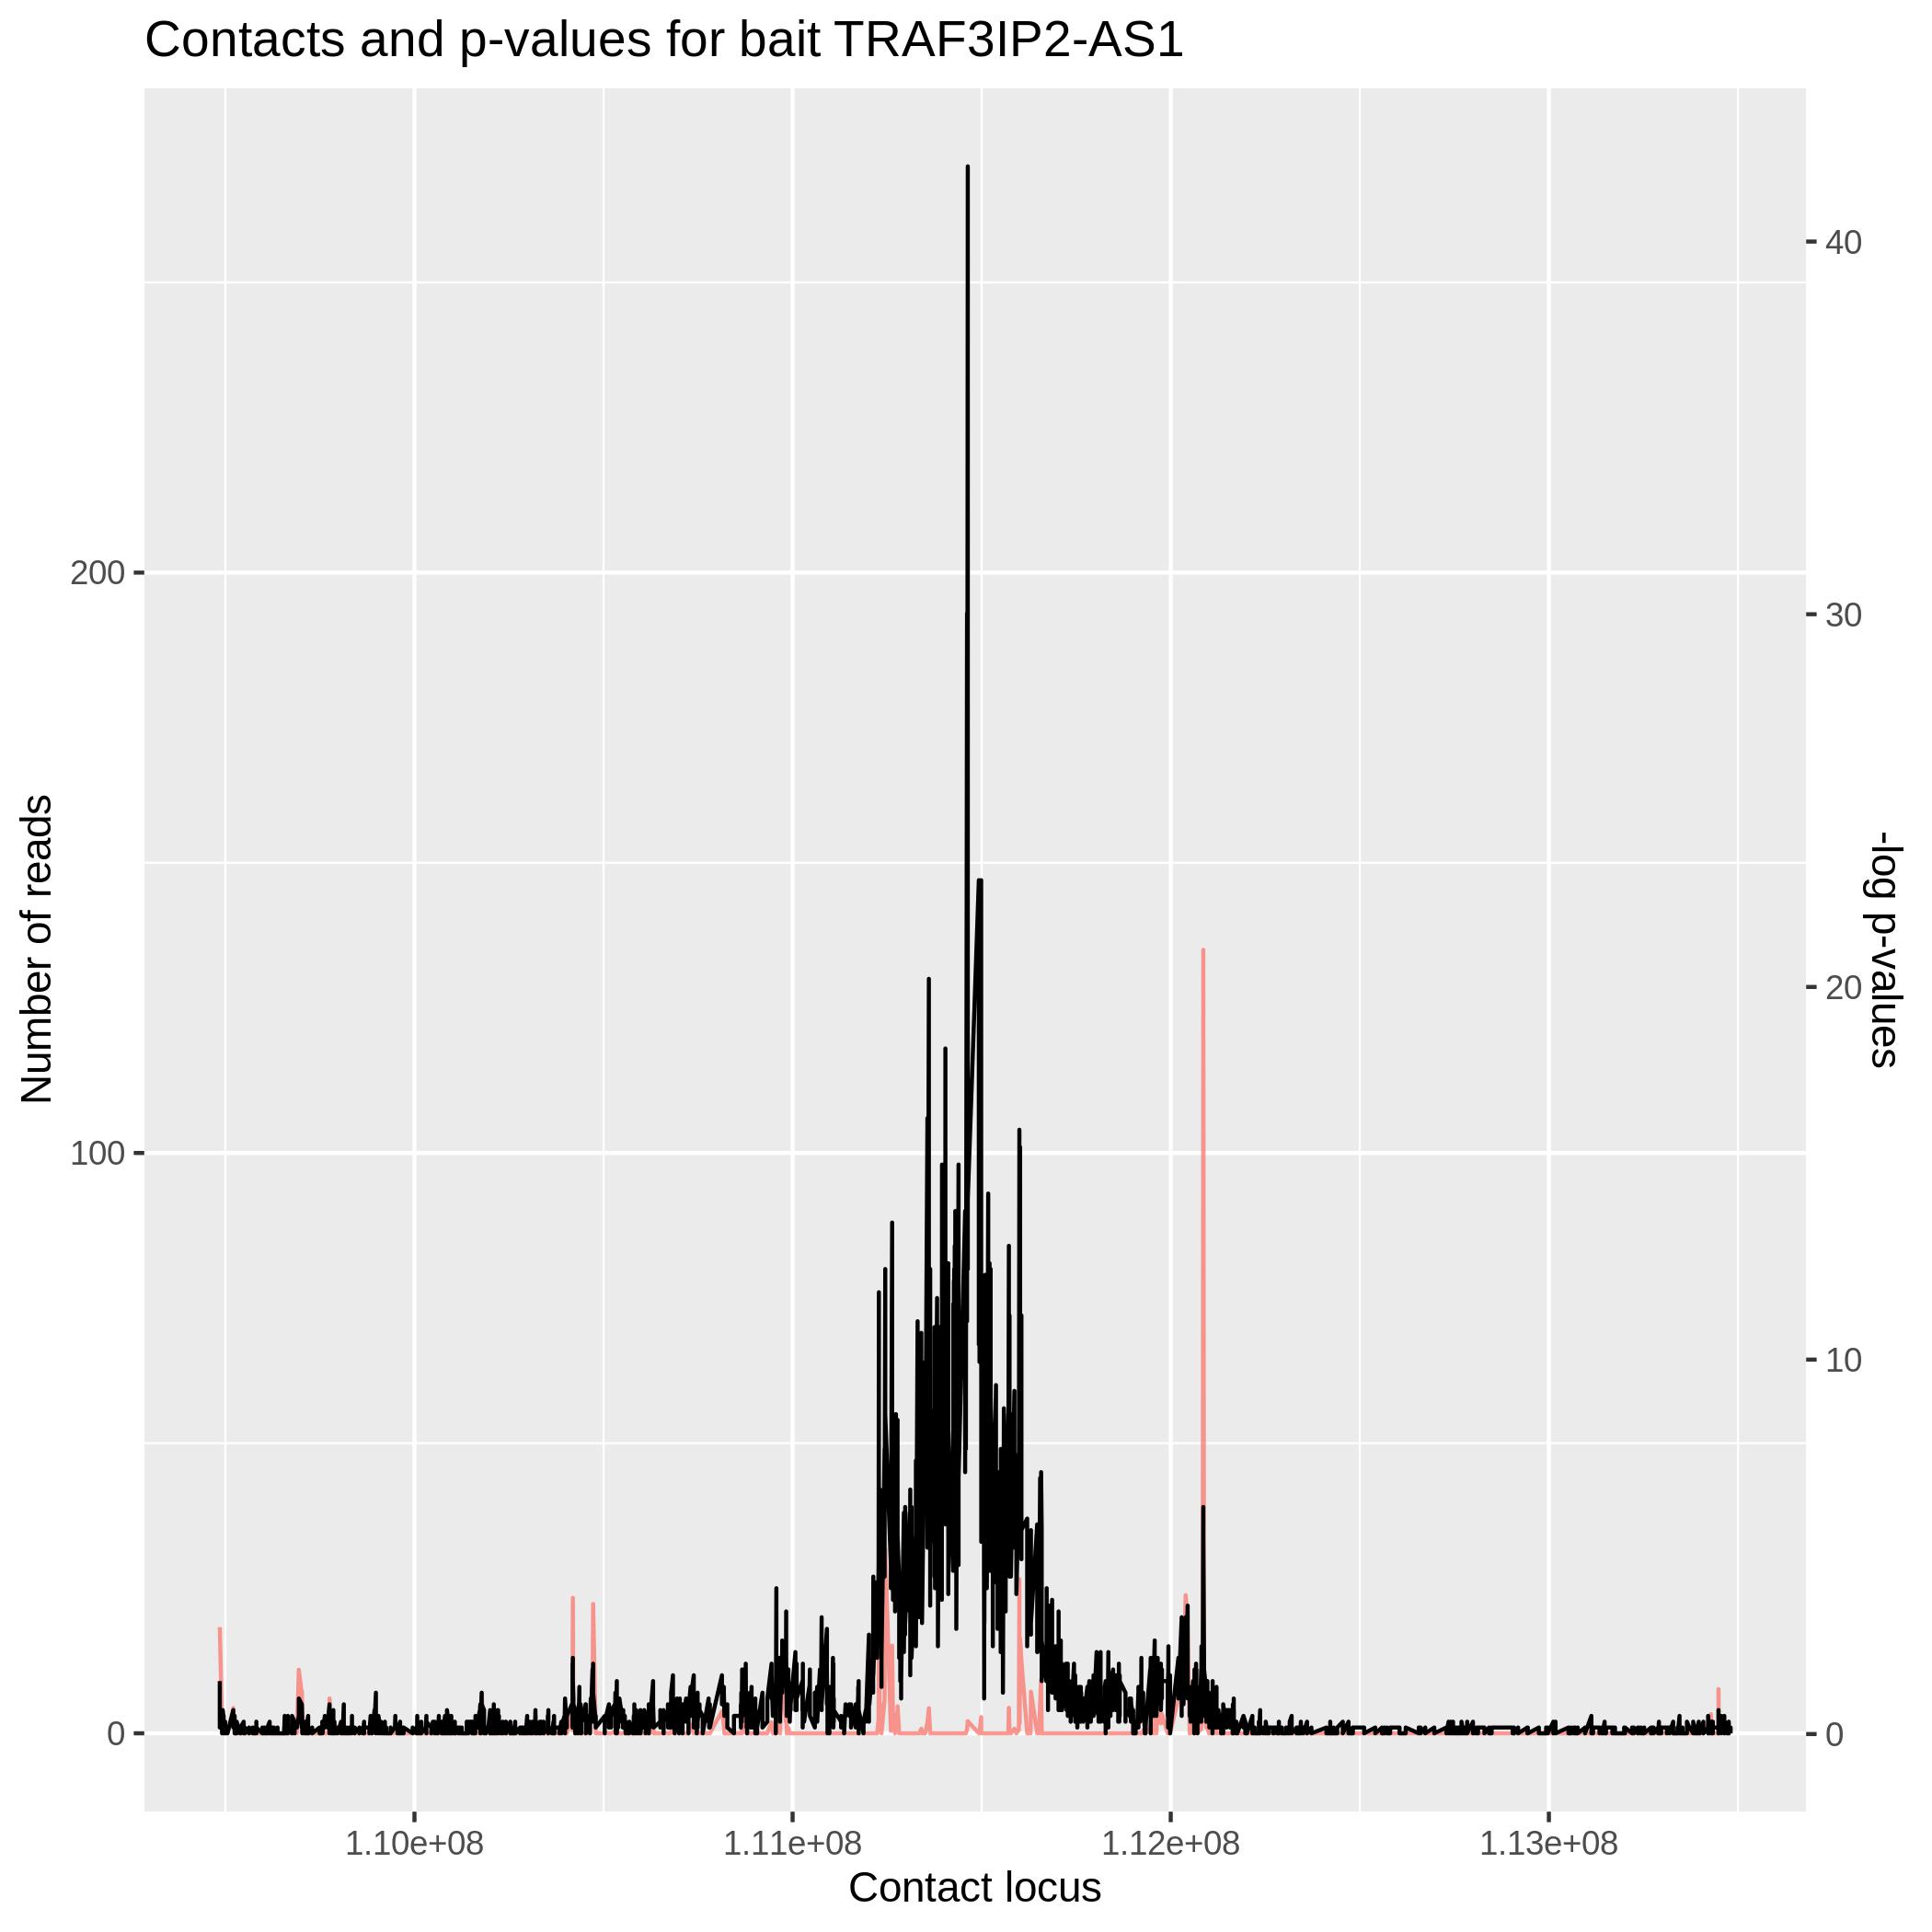 Contacts and p-values for bait TRAF3IP2-AS1
Number of reads
200
100
0
40
30
20
10
0
-log p-values
1.10e+08
1.11e+08
1.12e+08
1.13e+08
Contact locus